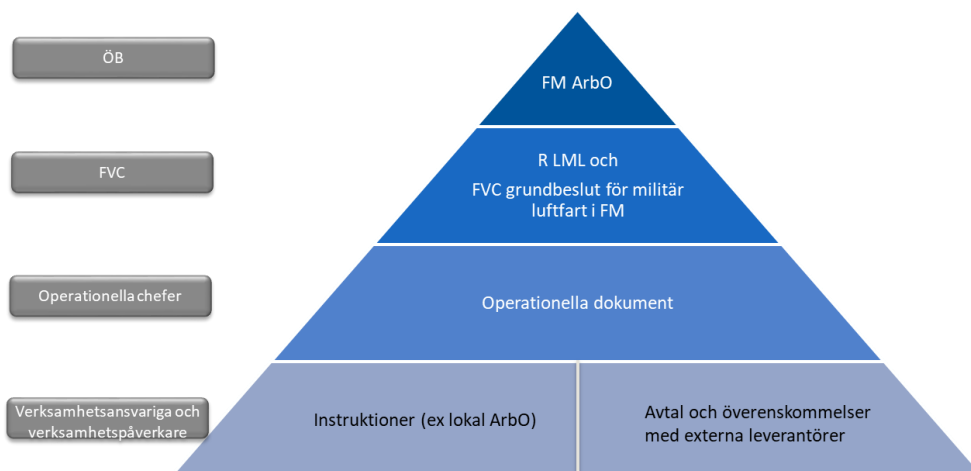 ÖB
FM ArbO
FVC
R LML och
FVC grundbeslut för militär
luftfart i FM
Operationella chefer
Operationella dokument
Verksamhetsansvariga och
verksamhetspåverkare
Instruktioner (ex lokal ArbO)
Avtal och överenskommelser
med externa leverantörer